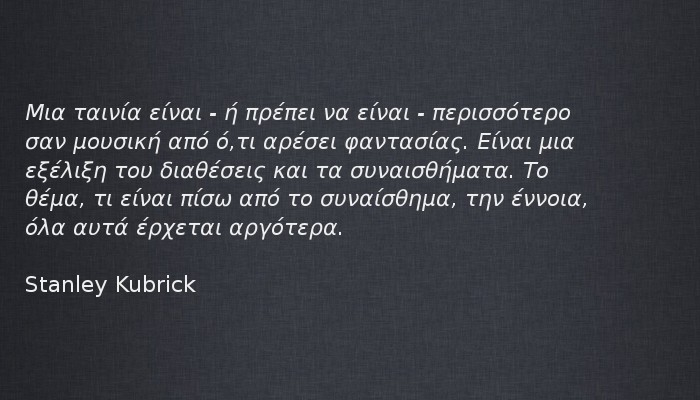 Μια ταινία είναι - ή πρέπει να είναι - περισσότερο
σαν μουσική από ό,τι αρέσει φαντασίας. Είναι μια
εξέλιξη του διαθέσεις και τα συναισθήματα. Το
θέμα, τι είναι πίσω από το συναίσθημα, την έννοια,
όλα αυτά έρχεται αργότερα.
Stanley Kubrick